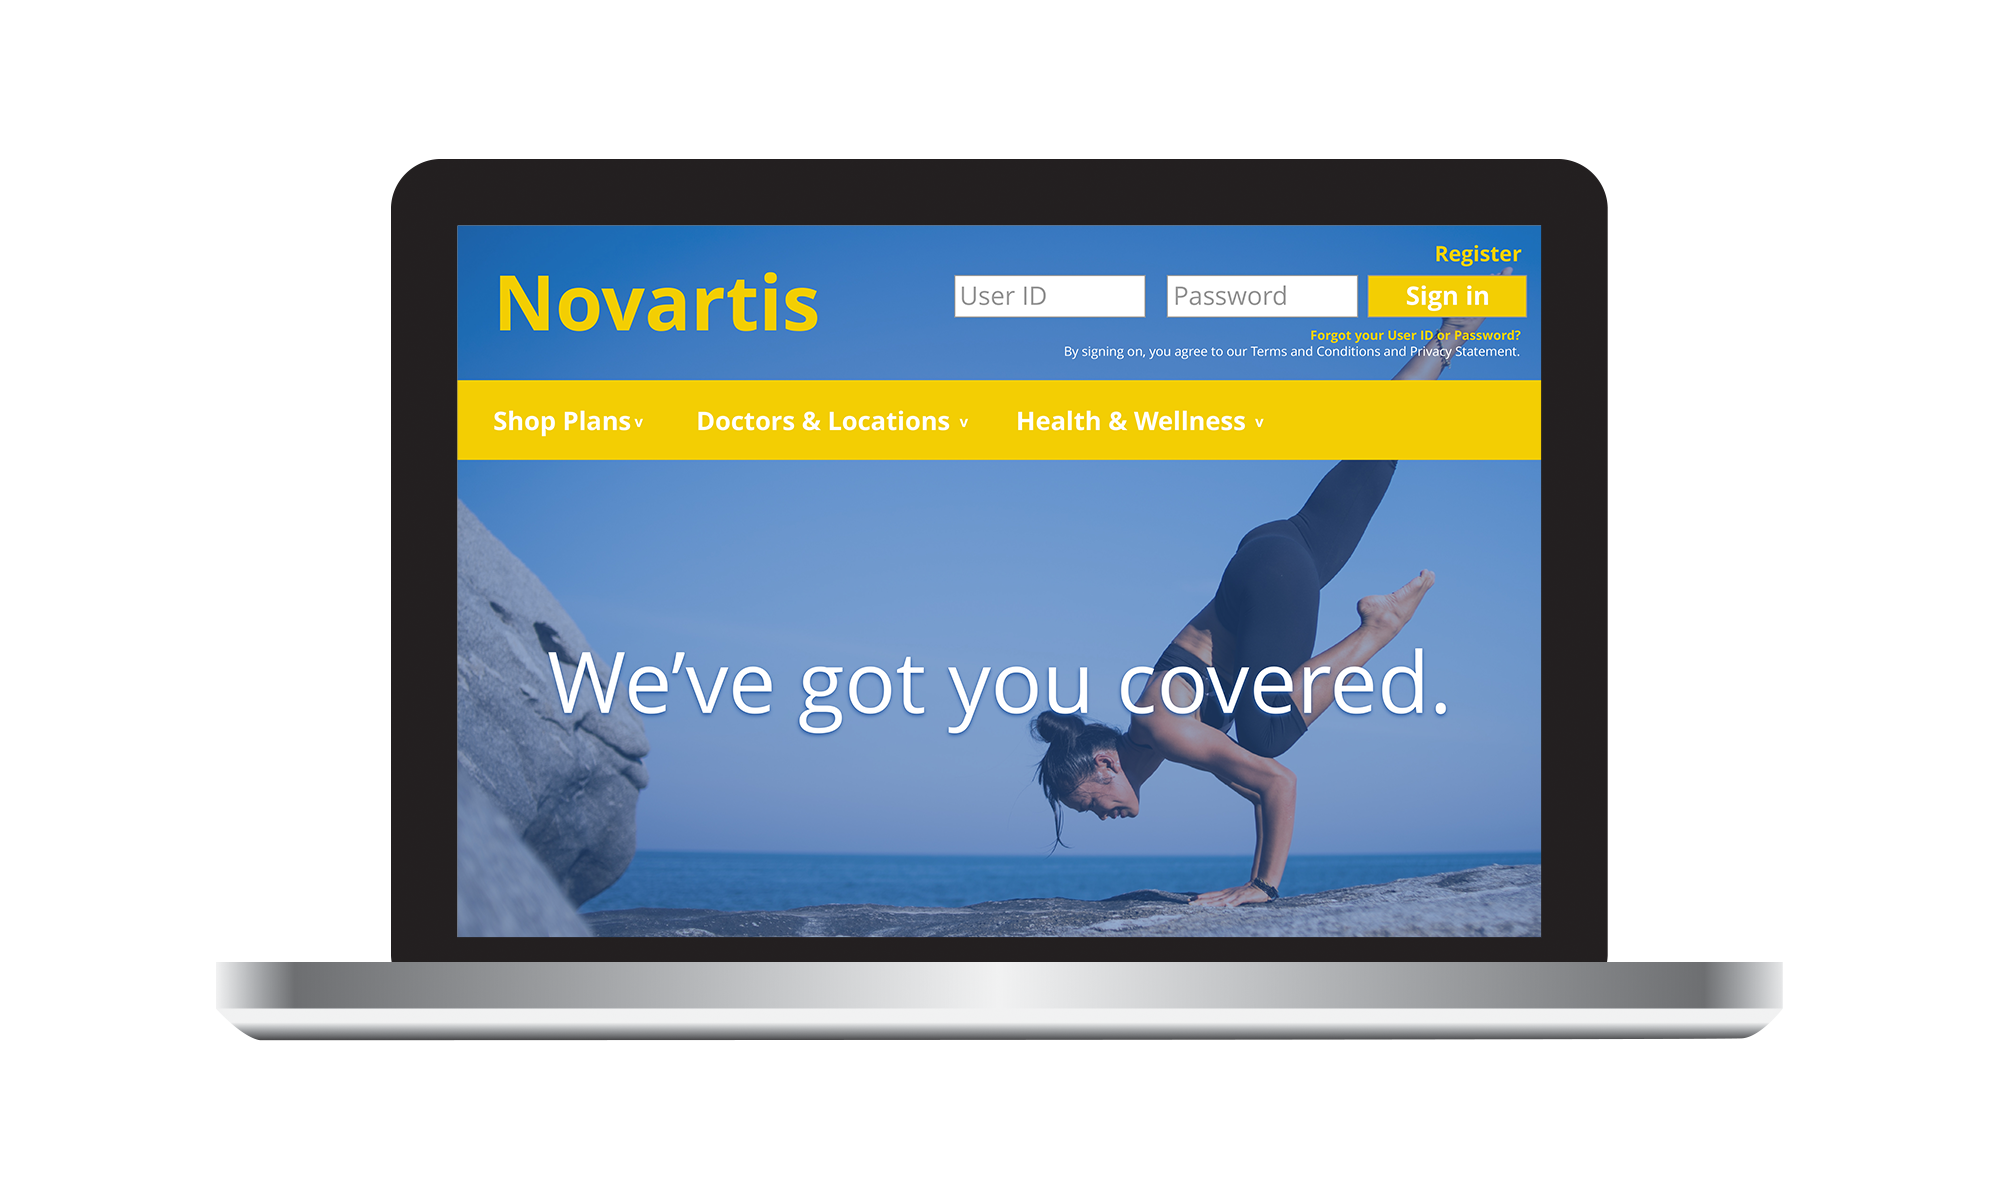 Register
Novartis
User ID
Password
Sign in
Forgot your User ID or Password?
By signing on, you agree to our Terms and Conditions and Privacy Statement.
Shop Plans v
Doctors & Locations v
Health & Wellness v
We've got you covered.